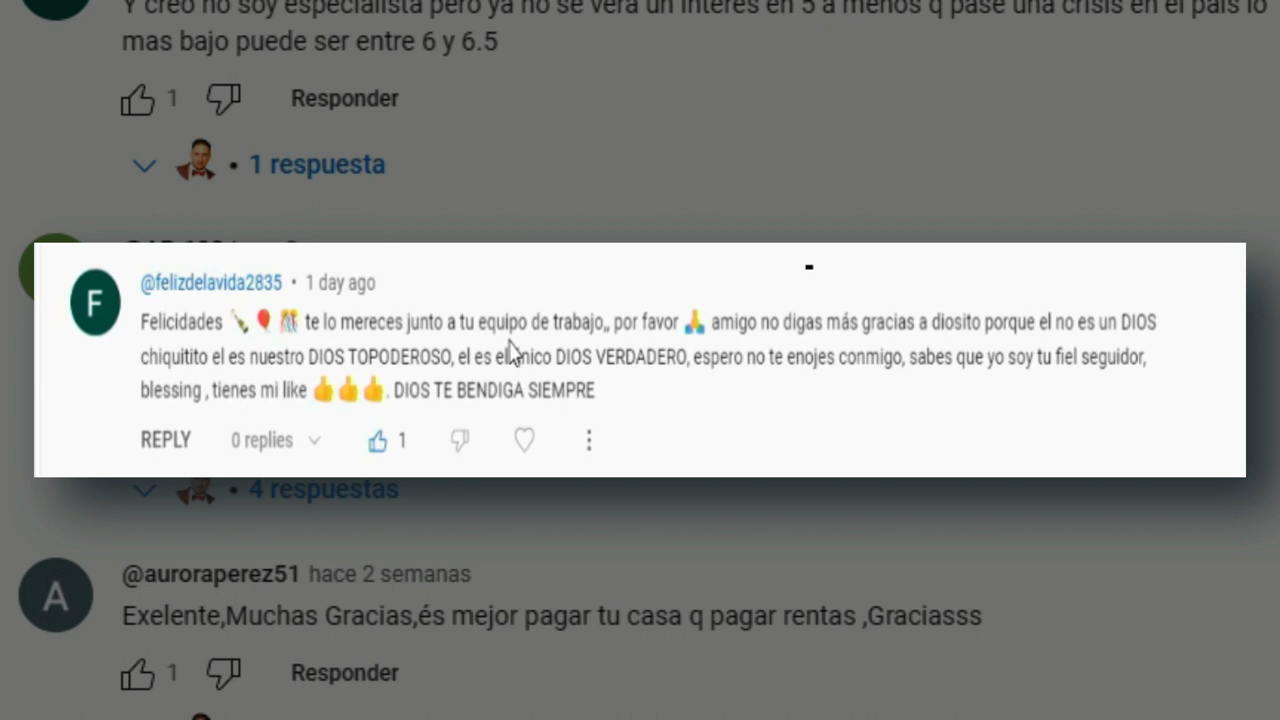 Y creo no soy especialista pero ya no se verá un interés en 5 a menos q pase una crisis en el país lo
mas bajo puede ser entre 6 y 6.5
1 Responder
• 1 respuesta
F
@felizdelavida2835 • 1 day ago
Felicidades 🍾🎈🎊 te lo mereces junto a tu equipo de trabajo,, por favor 🙏 amigo no digas más gracias a diosito porque el no es un DIOS
chiquitito el es nuestro DIOS TOPODEROSO, el es el DIOS VERDADERO, espero no te enojes conmigo, sabes que yo soy tu fiel seguidor,
blessing , tienes mi like 👍👍👍. DIOS TE BENDIGA SIEMPRE
REPLY 0 replies 1
• 4 respuestas
A
@auroraperez51 hace 2 semanas
Exelente,Muchas Gracias,és mejor pagar tu casa q pagar rentas ,Graciasss
1 Responder